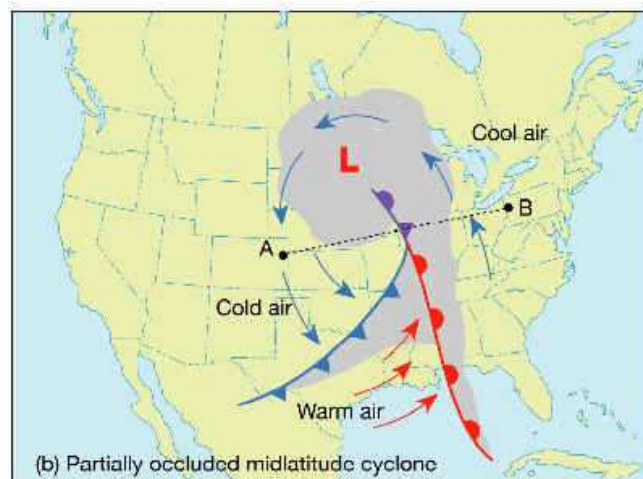 Cool air
L
B
A
Cold air
Warm air
(b) Partially occluded midlatitude cyclone